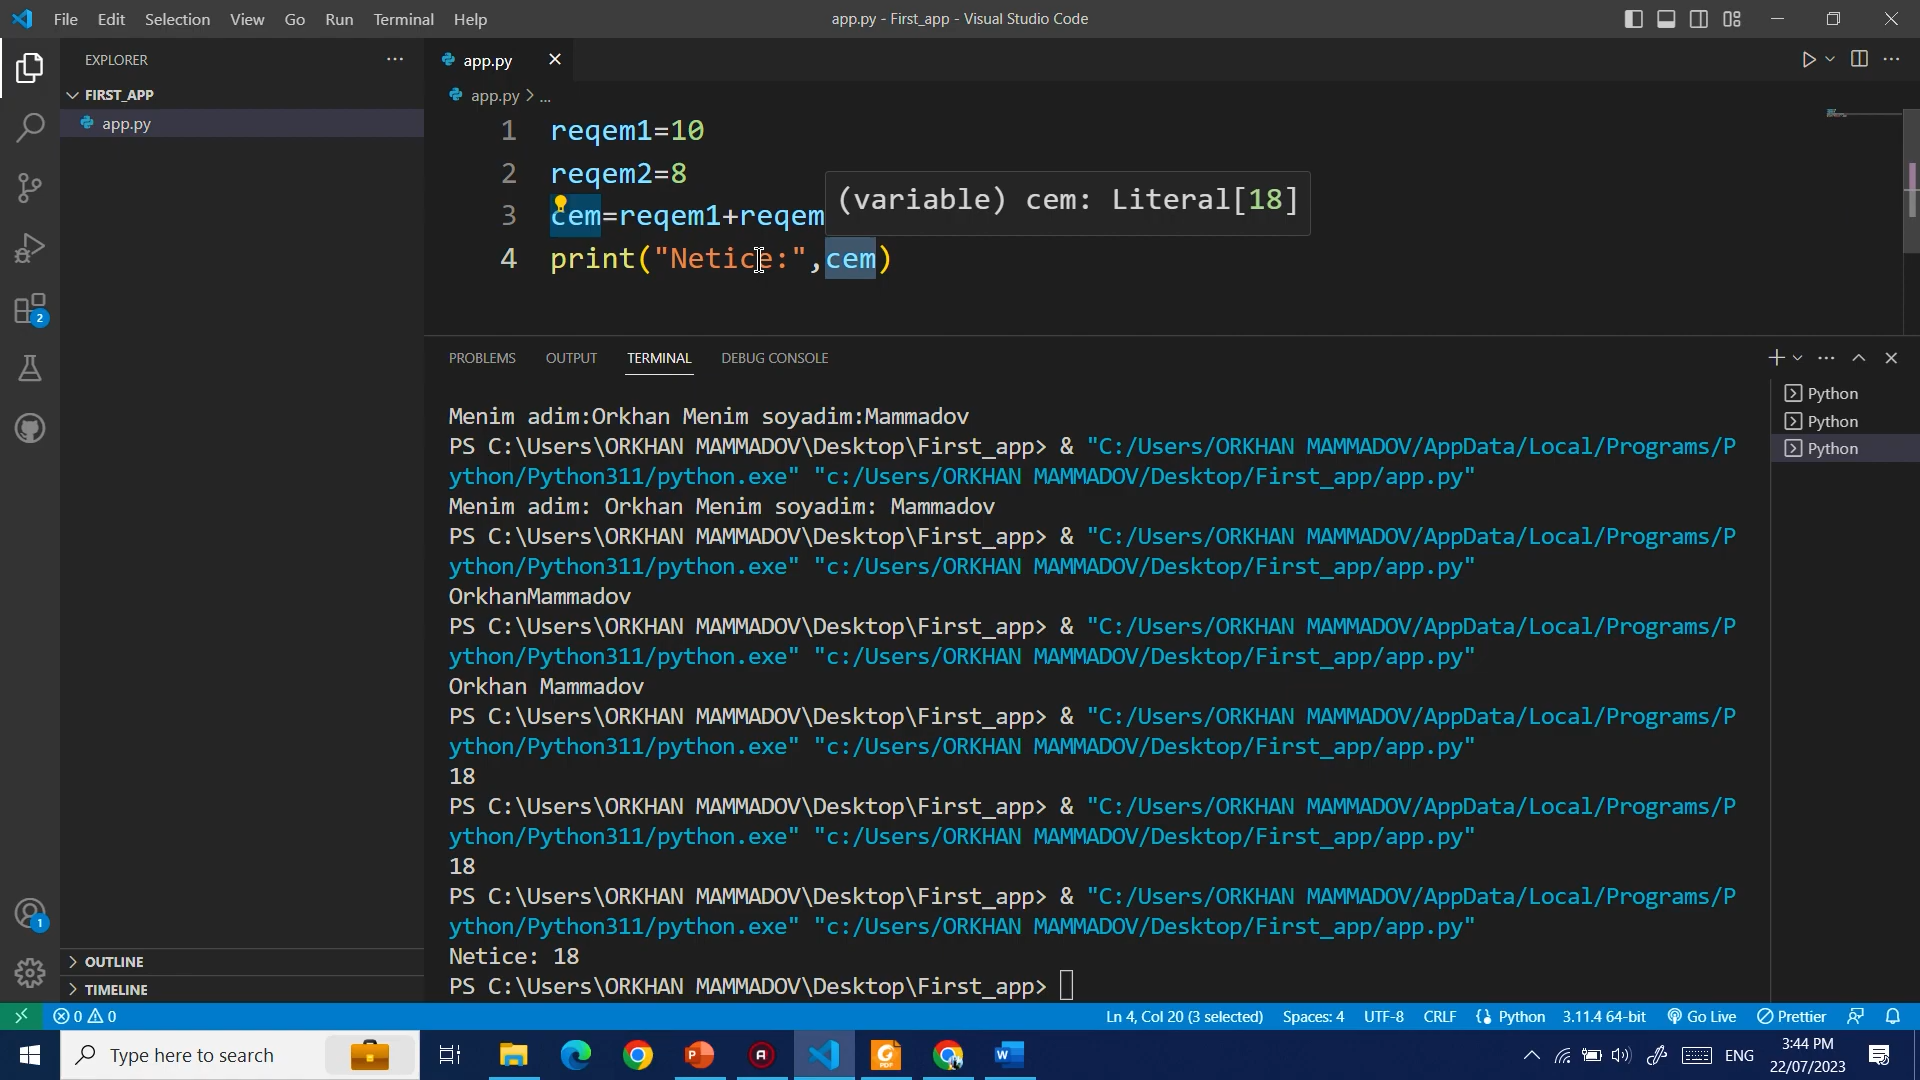 File Edit Selection View Go Run Terminal Help
app.py - First_app - Visual Studio Code
EXPLORER
FIRST_APP
app.py
OUTLINE
TIMELINE
app.py
app.py > ...
1 reqem1=10
2 reqem2=8
(variable) cem: Literal[18]
3 cem=reqem1+reqem
4 print("Netice:",cem)
PROBLEMS OUTPUT TERMINAL DEBUG CONSOLE
Menim adim:Orkhan Menim soyadim:Mammadov
PS C:\Users\ORKHAN MAMMADOV\Desktop\First_app> & "C:/Users/ORKHAN MAMMADOV/AppData/Local/Programs/P
ython/Python311/python.exe" "c:/Users/ORKHAN MAMMADOV/Desktop/First_app/app.py"
Menim adim: Orkhan Menim soyadim: Mammadov
PS C:\Users\ORKHAN MAMMADOV\Desktop\First_app> & "C:/Users/ORKHAN MAMMADOV/AppData/Local/Programs/P
ython/Python311/python.exe" "c:/Users/ORKHAN MAMMADOV/Desktop/First_app/app.py"
OrkhanMammadov
PS C:\Users\ORKHAN MAMMADOV\Desktop\First_app> & "C:/Users/ORKHAN MAMMADOV/AppData/Local/Programs/P
ython/Python311/python.exe" "c:/Users/ORKHAN MAMMADOV/Desktop/First_app/app.py"
Orkhan Mammadov
PS C:\Users\ORKHAN MAMMADOV\Desktop\First_app> & "C:/Users/ORKHAN MAMMADOV/AppData/Local/Programs/P
ython/Python311/python.exe" "c:/Users/ORKHAN MAMMADOV/Desktop/First_app/app.py"
18
PS C:\Users\ORKHAN MAMMADOV\Desktop\First_app> & "C:/Users/ORKHAN MAMMADOV/AppData/Local/Programs/P
ython/Python311/python.exe" "c:/Users/ORKHAN MAMMADOV/Desktop/First_app/app.py"
18
PS C:\Users\ORKHAN MAMMADOV\Desktop\First_app> & "C:/Users/ORKHAN MAMMADOV/AppData/Local/Programs/P
ython/Python311/python.exe" "c:/Users/ORKHAN MAMMADOV/Desktop/First_app/app.py"
Netice: 18
PS C:\Users\ORKHAN MAMMADOV\Desktop\First_app>
Python
Python
Python
2
1
0 0
Ln 4, Col 20 (3 selected) Spaces: 4 UTF-8 CRLF Python 3.11.4 64-bit Go Live Prettier
Type here to search
ENG
3:44 PM
22/07/2023